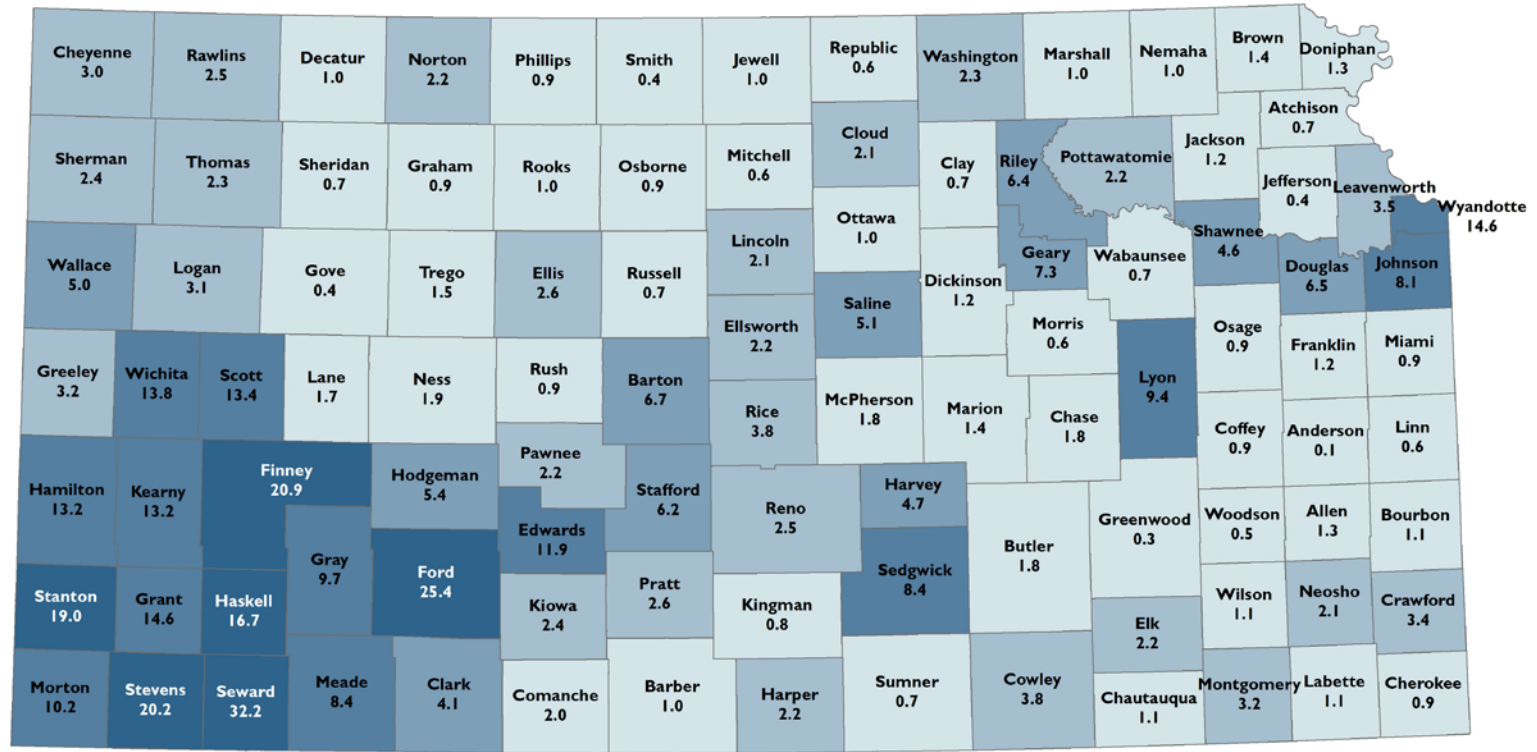 Cheyenne
3.0
Rawlins
2.5
Decatur
1.0
Norton
2.2
Phillips
0.9
Smith
0.4
Jewell
1.0
Republic
0.6
Washington
2.3
Marshall
1.0
Nemaha
1.0
Brown
1.4
Doniphan
1.3
Sherman
2.4
Thomas
2.3
Sheridan
0.7
Graham
0.9
Rooks
1.0
Osborne
0.9
Mitchell
0.6
Cloud
2.1
Clay
0.7
Riley
6.4
Pottawatomie
2.2
Jackson
1.2
Atchison
0.7
Jefferson
0.4
Leavenworth
3.5
Wyandotte
14.6
Wallace
5.0
Logan
3.1
Gove
0.4
Trego
1.5
Ellis
2.6
Russell
0.7
Lincoln
2.1
Ottawa
1.0
Saline
5.1
Dickinson
1.2
Geary
7.3
Wabaunsee
0.7
Shawnee
4.6
Douglas
6.5
Johnson
8.1
Greeley
3.2
Wichita
13.8
Scott
13.4
Lane
1.7
Ness
1.9
Rush
0.9
Barton
6.7
Ellsworth
2.2
Rice
3.8
McPherson
1.8
Marion
1.4
Morris
0.6
Chase
1.8
Lyon
9.4
Osage
0.9
Franklin
1.2
Miami
0.9
Coffey
0.9
Anderson
0.1
Linn
0.6
Hamilton
13.2
Kearny
13.2
Finney
20.9
Hodgeman
5.4
Pawnee
2.2
Edwards
11.9
Stafford
6.2
Reno
2.5
Harvey
4.7
Sedgwick
8.4
Butler
1.8
Greenwood
0.3
Woodson
0.5
Allen
1.3
Bourbon
1.1
Stanton
19.0
Grant
14.6
Haskell
16.7
Gray
9.7
Ford
25.4
Kiowa
2.4
Pratt
2.6
Kingman
0.8
Elk
2.2
Wilson
1.1
Neosho
2.1
Crawford
3.4
Morton
10.2
Stevens
20.2
Seward
32.2
Meade
8.4
Clark
4.1
Comanche
2.0
Barber
1.0
Harper
2.2
Sumner
0.7
Cowley
3.8
Chautauqua
1.1
Montgomery
3.2
Labette
1.1
Cherokee
0.9